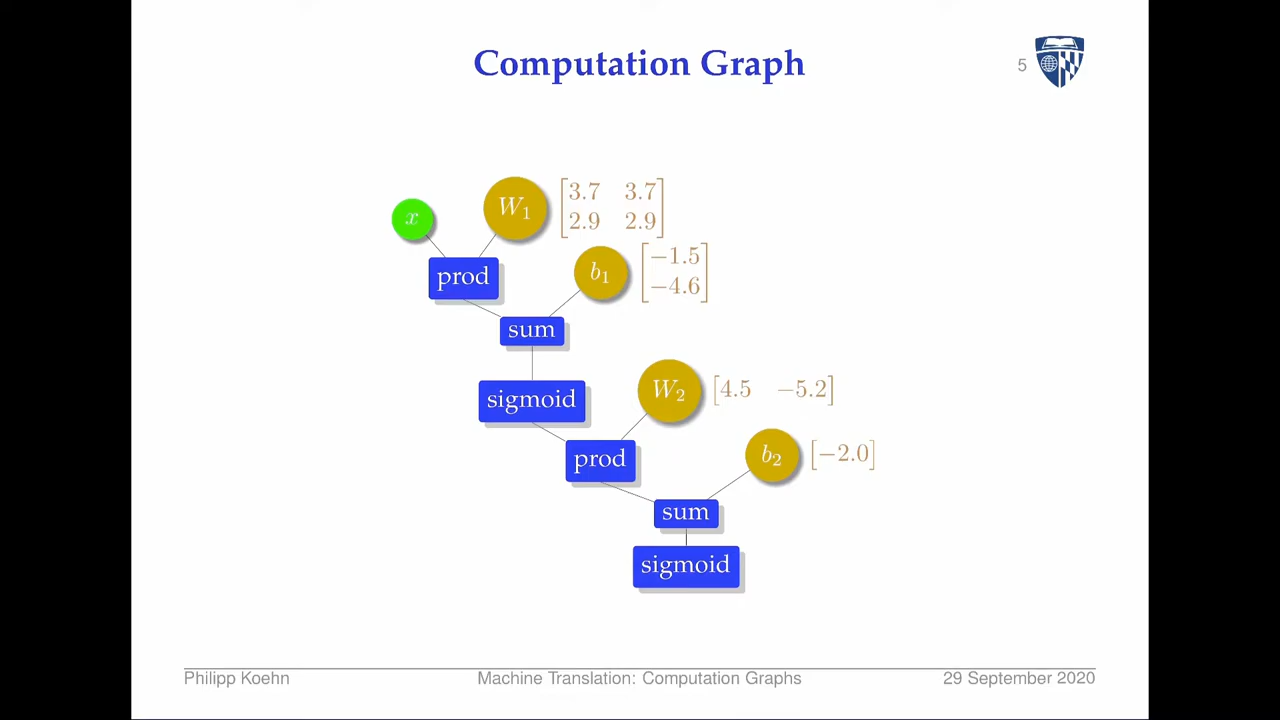 Computation Graph
5
x
W₁
[3.7 3.7
2.9 2.9]
prod
b₁
[−1.5
−4.6]
sum
sigmoid
W₂
[4.5 −5.2]
prod
b₂
[−2.0]
sum
sigmoid
Philipp Koehn
Machine Translation: Computation Graphs
29 September 2020